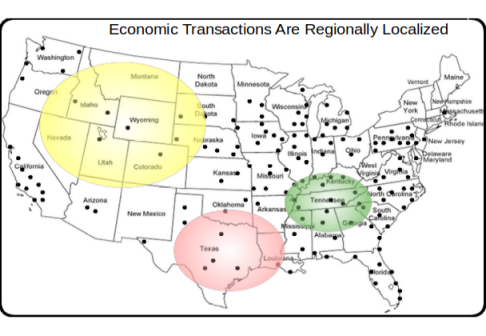 Economic Transactions Are Regionally Localized
Washington
Montana
North
Dakota
Minnesota
Maine
Vermont
Oregon
Idaho
South
Dakota
Wisconsin
Michigan
New
York
New Hampshire
Massachusetts
Connecticut
Rhode Island
Wyoming
Nebraska
Iowa
Illinois
Indiana
Ohio
Pennsylvania
New Jersey
Nevada
Utah
Colorado
Delaware
Maryland
California
Kansas
Missouri
West
Virginia
Virginia
Kentucky
Arizona
New Mexico
Oklahoma
Arkansas
Tennessee
North Carolina
South
Carolina
Texas
Louisiana
Mississippi
Alabama
Georgia
Florida